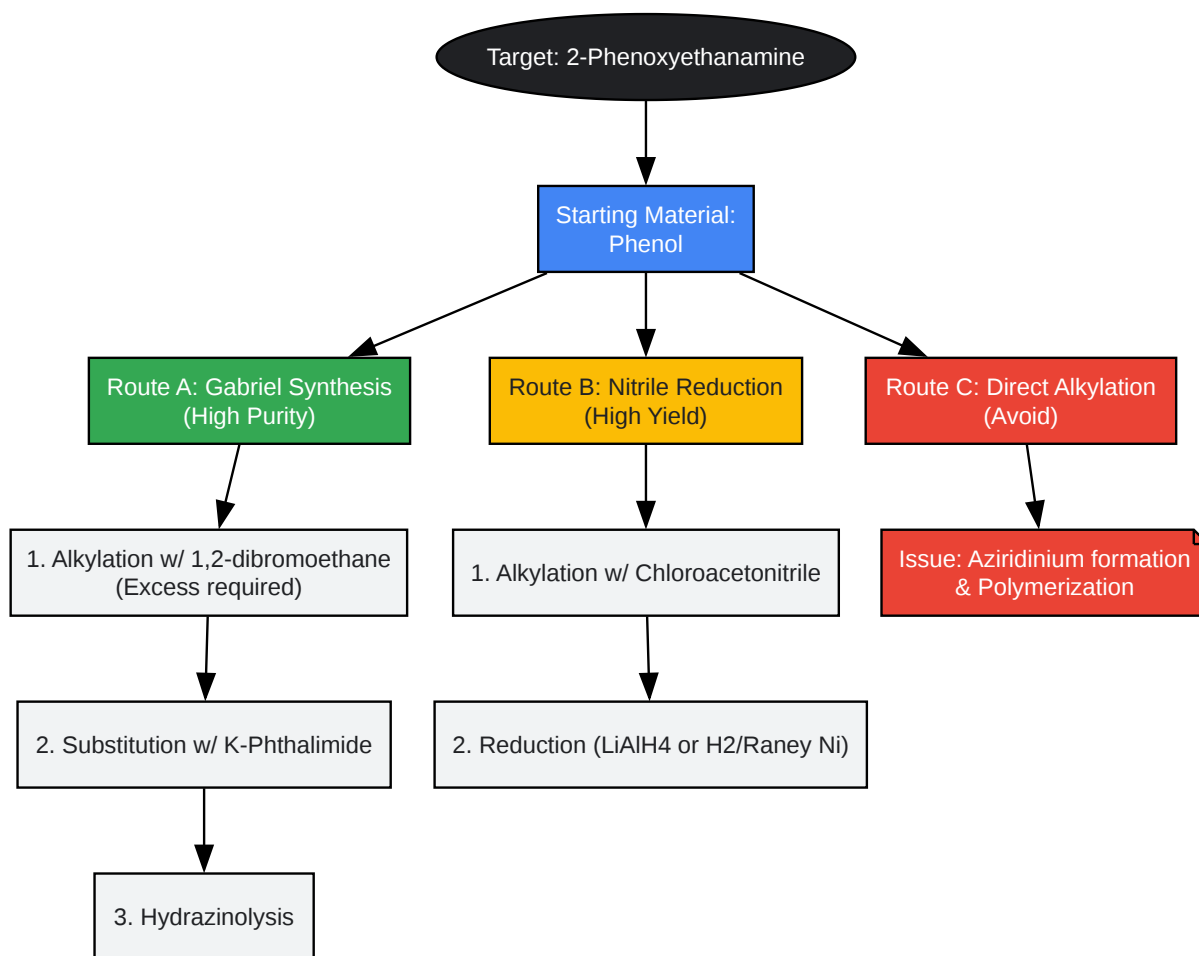 Target: 2-Phenoxyethanamine
Starting Material:
Phenol
Route A: Gabriel Synthesis
(High Purity)
Route B: Nitrile Reduction
(High Yield)
Route C: Direct Alkylation
(Avoid)
1. Alkylation w/ 1,2-dibromoethane
(Excess required)
1. Alkylation w/ Chloroacetonitrile
Issue: Aziridinium formation
& Polymerization
2. Substitution w/ K-Phthalimide
2. Reduction (LiAlH4 or H2/Raney Ni)
3. Hydrazinolysis